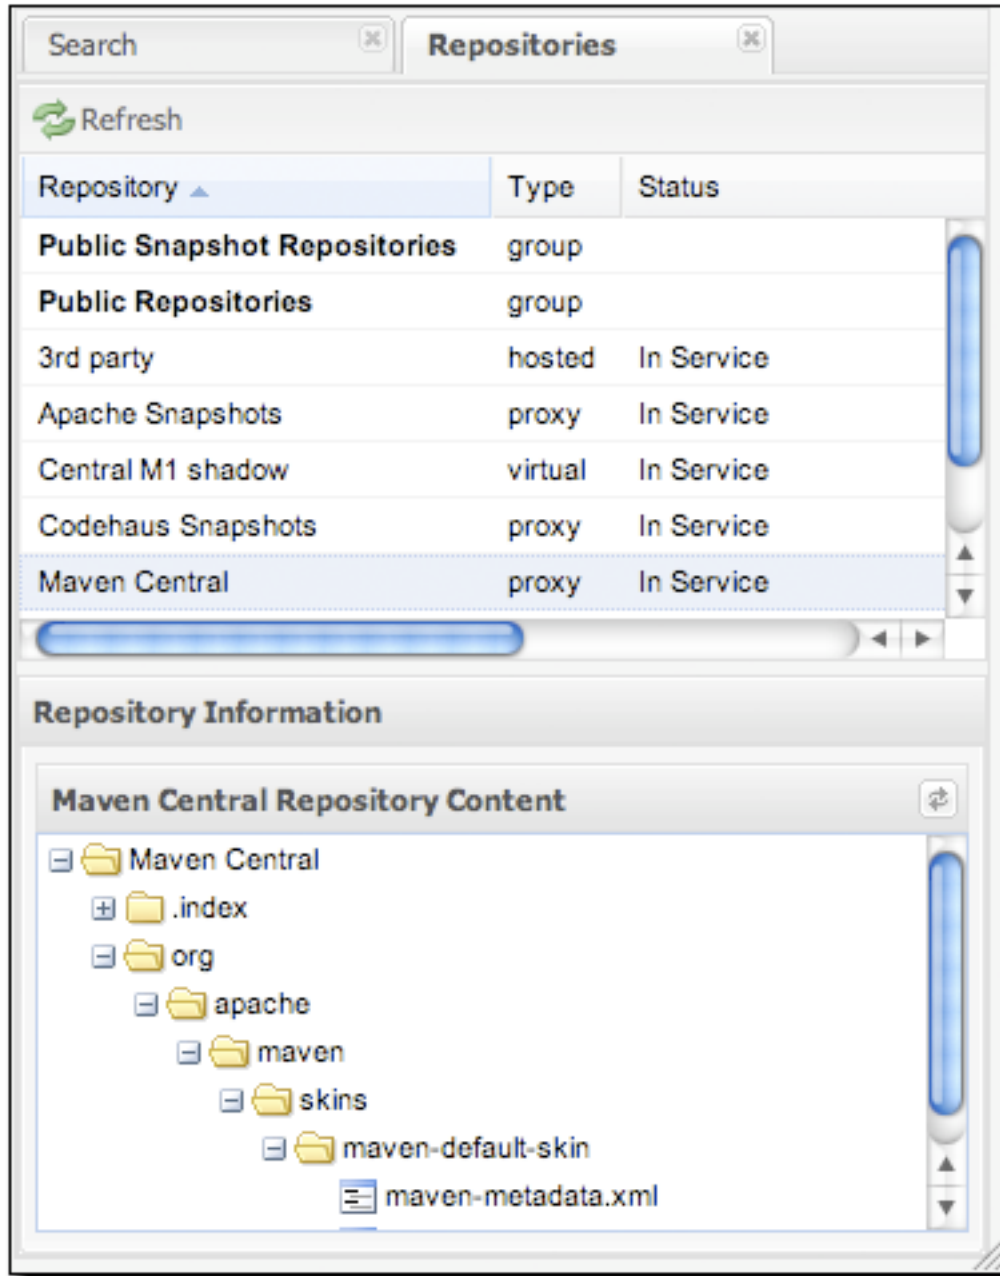 Search Repositories
Refresh
Repository Type Status
Public Snapshot Repositories group
Public Repositories group
3rd party hosted In Service
Apache Snapshots proxy In Service
Central M1 shadow virtual In Service
Codehaus Snapshots proxy In Service
Maven Central proxy In Service
Repository Information
Maven Central Repository Content
Maven Central
.index
org
apache
maven
skins
maven-default-skin
maven-metadata.xml